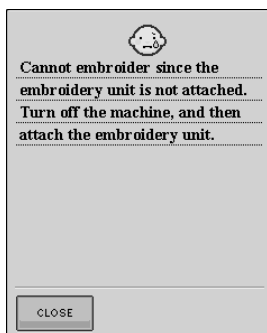 Cannot embroider since the
embroidery unit is not attached.
Turn off the machine, and then
attach the embroidery unit.
CLOSE